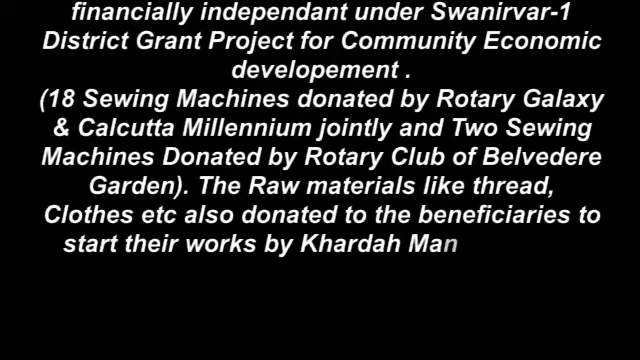 financially independant under Swanirvar-1
District Grant Project for Community Economic
developement .
(18 Sewing Machines donated by Rotary Galaxy
& Calcutta Millennium jointly and Two Sewing
Machines Donated by Rotary Club of Belvedere
Garden). The Raw materials like thread,
Clothes etc also donated to the beneficiaries to
start their works by Khardah Man